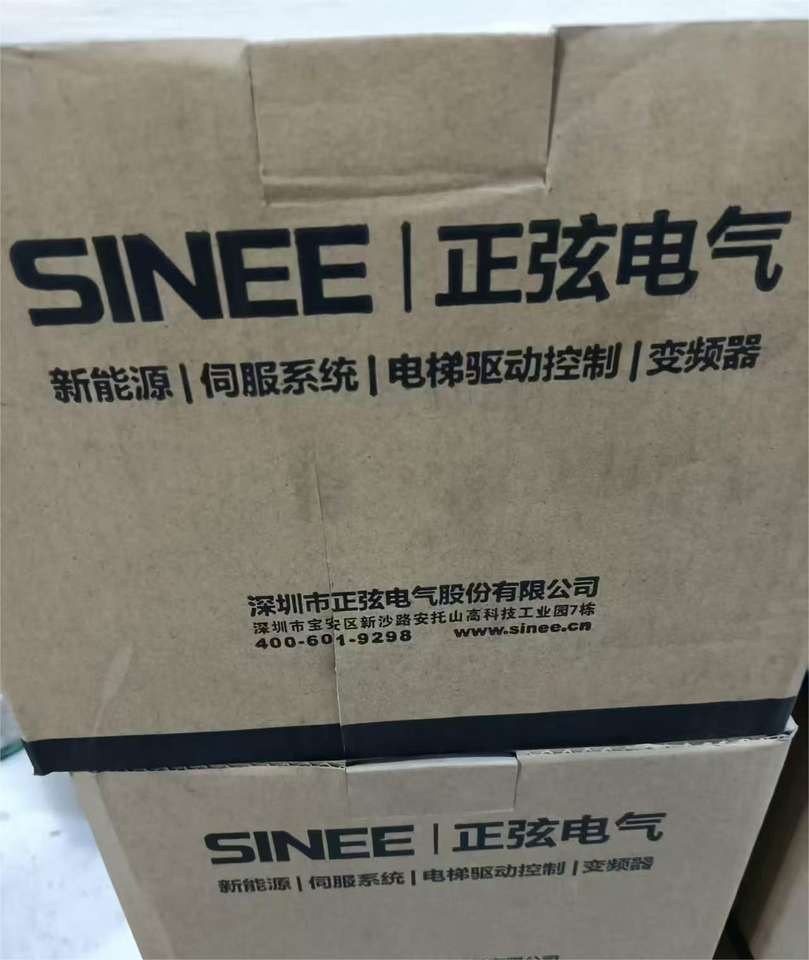 SINEE | 正弦电气
新能源 | 伺服系统 | 电梯驱动控制 | 变频器
深圳市正弦电气股份有限公司
深圳市宝安区新沙路安托山高科技工业园7栋
400-601-9298 www.sinee.cn
SINEE | 正弦电气
新能源 | 伺服系统 | 电梯驱动控制 | 变频器